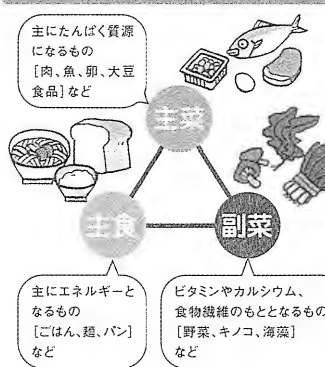 主にたんぱく質源
になるもの
[肉、魚、卵、大豆
食品]など
主菜
主食
副菜
主にエネルギーと
なるもの
[ごはん、麺、パン]
など
ビタミンやカルシウム、
食物繊維のもととなるもの
[野菜、キノコ、海藻]
など